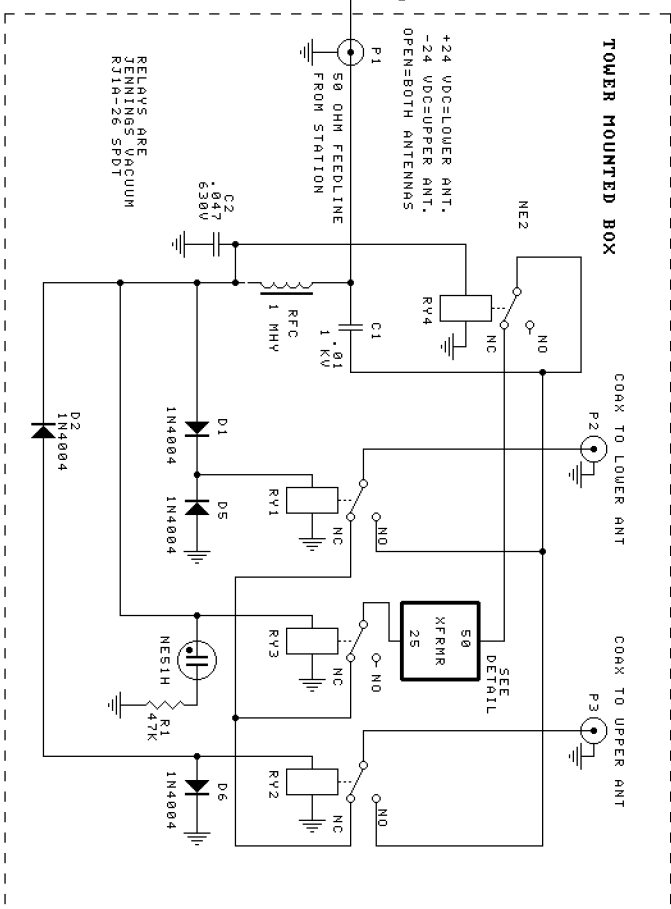 TOWER MOUNTED BOX
+24 VDC=LOWER ANT.
-24 VDC=UPPER ANT.
OPEN=BOTH ANTENNAS
P1
50 OHM FEEDLINE
FROM STATION
RELAYS ARE
JENNINGS VACUUM
RJ1A-26 SPDT
NE2
NO
NC
RY4
C2
.047
630V
RFC
1 MHY
C1
.01
1 KV
COAX TO LOWER ANT
P2
D2
1N4004
D1
1N4004
D5
1N4004
RY1
NC
NO
COAX TO UPPER ANT
P3
SEE
DETAIL
50
XFRMR
25
NO
NC
RY3
NE51H
R1
47K
NO
NC
RY2
D6
1N4004